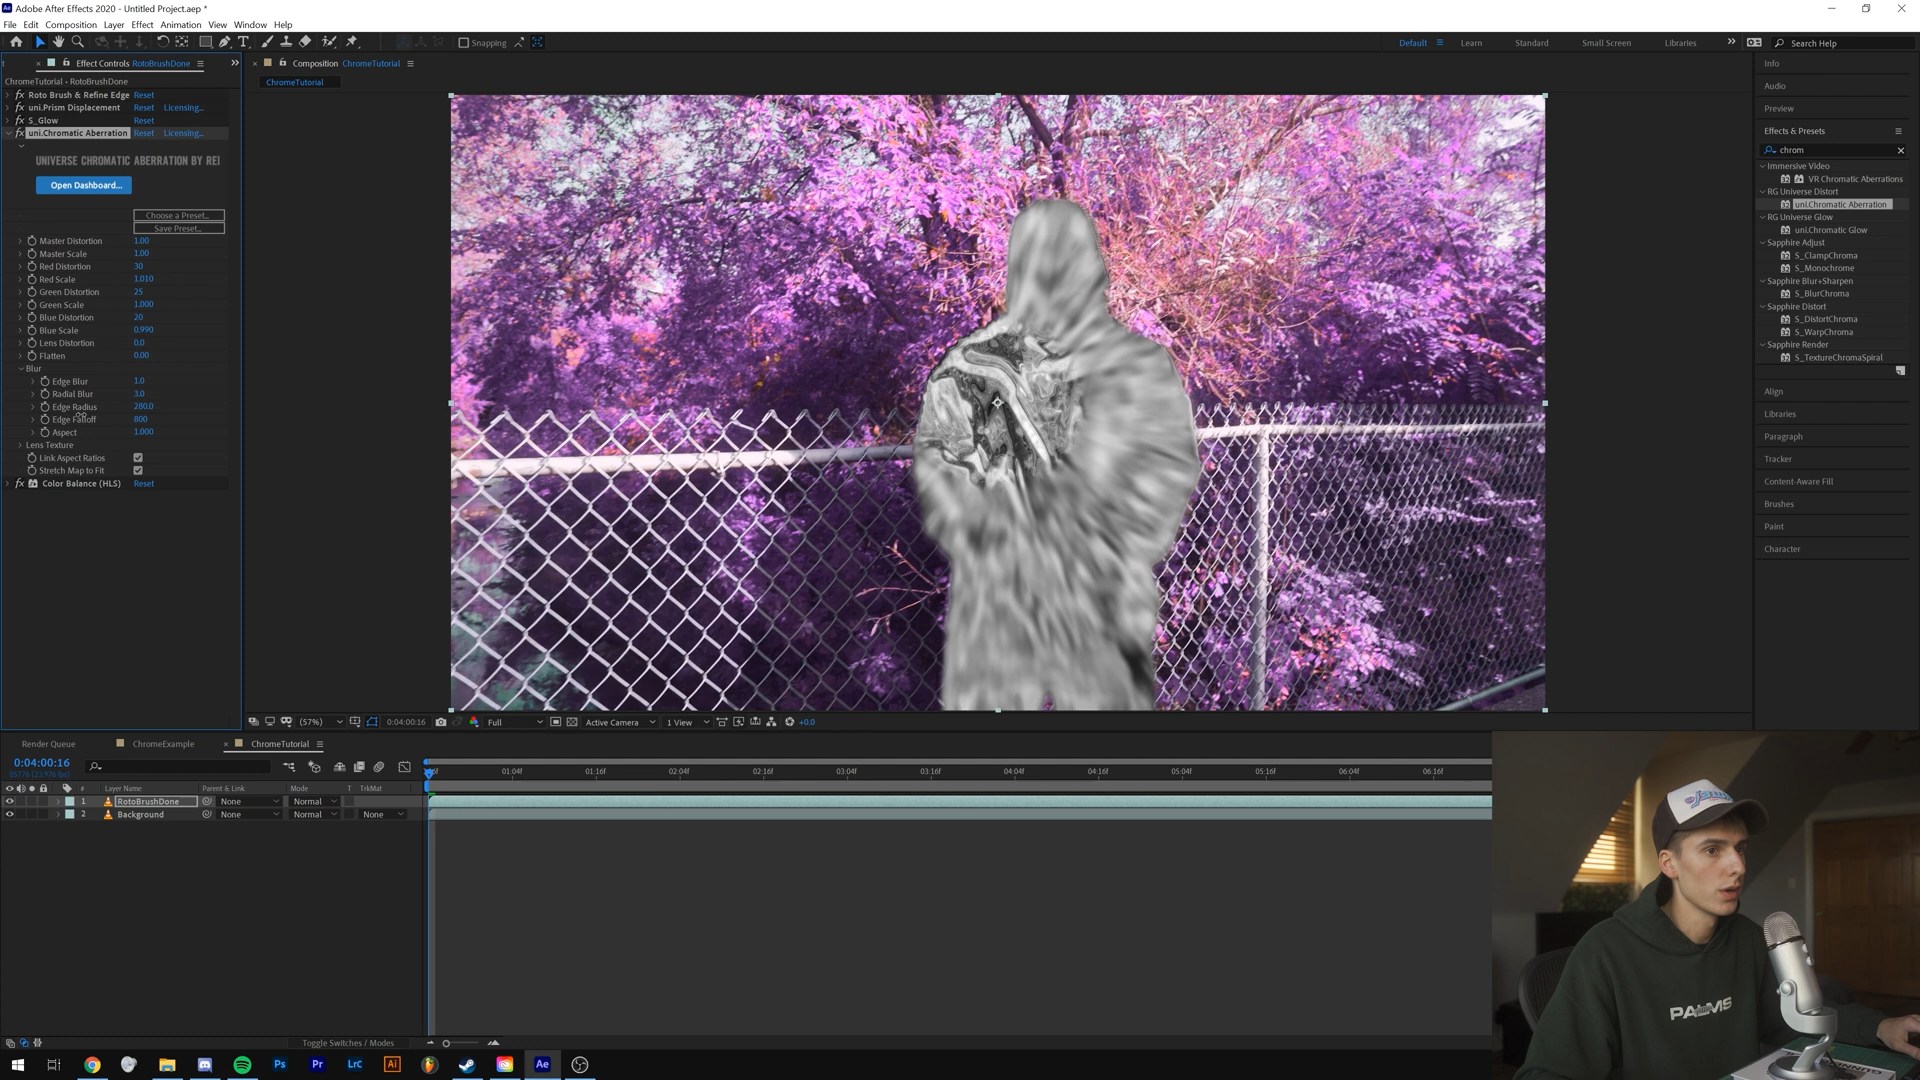 Adobe After Effects 2020 - Untitled Project.aep *
File Edit Composition Layer Effect Animation View Window Help
Snapping
Default Learn Standard Small Screen Libraries Search Help
Effect Controls RotoBrushDone
ChromeTutorial • RotoBrushDone
Roto Brush & Refine Edge Reset
uni.Prism Displacement Reset Licensing...
S_Glow Reset
uni.Chromatic Aberration Reset Licensing...
UNIVERSE CHROMATIC ABERRATION BY REI
Open Dashboard...
Choose a Preset...
Save Preset...
Master Distortion 1.00
Master Scale 1.00
Red Distortion 30
Red Scale 1.010
Green Distortion 25
Green Scale 1.000
Blue Distortion 20
Blue Scale 0.990
Lens Distortion 0.0
Flatten 0.00
Blur
Edge Blur 1.0
Radial Blur 3.0
Edge Radius 280.0
Edge Falloff 800
Aspect 1.000
Lens Texture
Link Aspect Ratios
Stretch Map to Fit
Color Balance (HLS) Reset
Composition ChromeTutorial
ChromeTutorial
(57%) 0:04:00:16 Full Active Camera 1 View +0.0
Info
Audio
Preview
Effects & Presets
chrom
Immersive Video
VR Chromatic Aberrations
RG Universe Distort
uni.Chromatic Aberration
RG Universe Glow
uni.Chromatic Glow
Sapphire Adjust
S_ClampChroma
S_Monochrome
Sapphire Blur+Sharpen
S_BlurChroma
Sapphire Distort
S_DistortChroma
S_WarpChroma
Sapphire Render
S_TextureChromaSpiral
Align
Libraries
Paragraph
Tracker
Content-Aware Fill
Brushes
Paint
Character
Render Queue ChromeExample ChromeTutorial
0:04:00:16
05776 (23.976 fps)
01:04f 01:16f 02:04f 02:16f 03:04f 03:16f 04:04f 04:16f 05:04f 05:16f 06:04f 06:16f
# Layer Name Parent & Link Mode T TrkMat
1 RotoBrushDone None Normal
2 Background None Normal None
Toggle Switches / Modes
Ps Pr LrC Ai Ae
PALMS